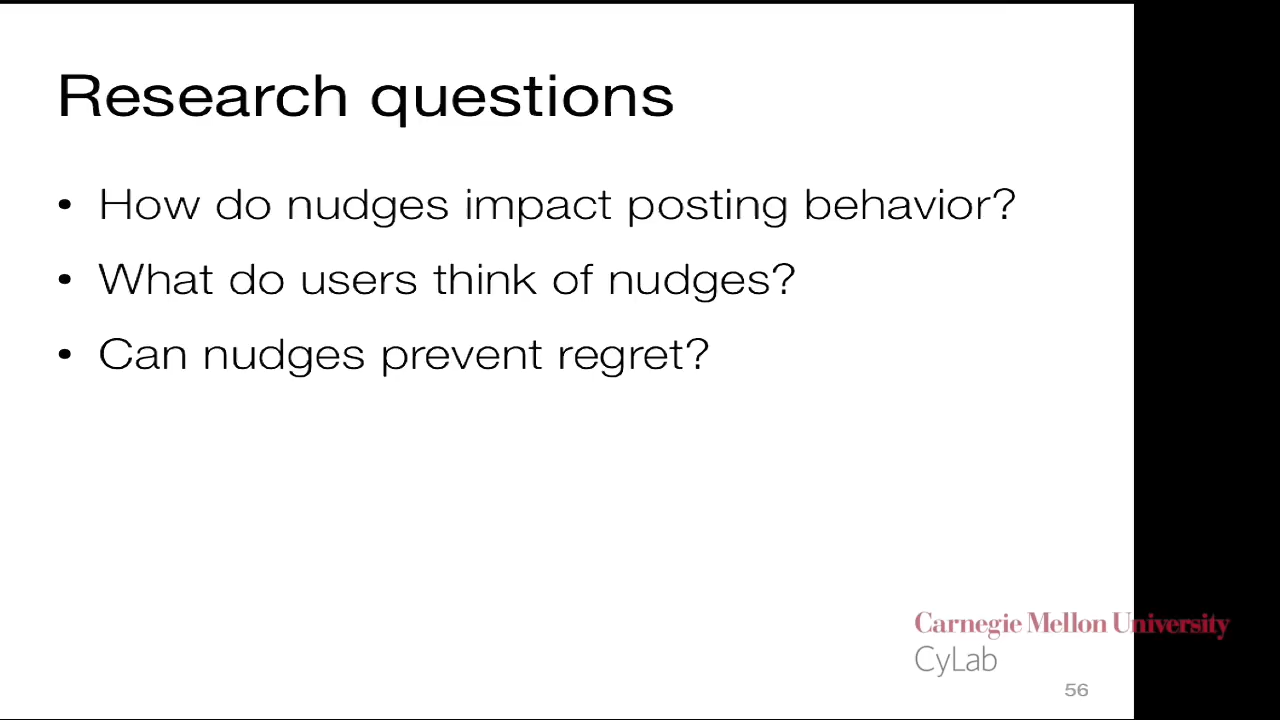 Research questions
• How do nudges impact posting behavior?
• What do users think of nudges?
• Can nudges prevent regret?
Carnegie Mellon University
CyLab
56